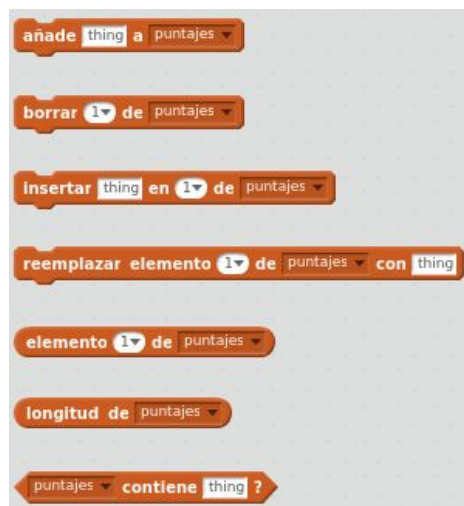 añade thing a puntajes
borrar 1 de puntajes
insertar thing en 1 de puntajes
reemplazar elemento 1 de puntajes con thing
elemento 1 de puntajes
longitud de puntajes
puntajes contiene thing ?